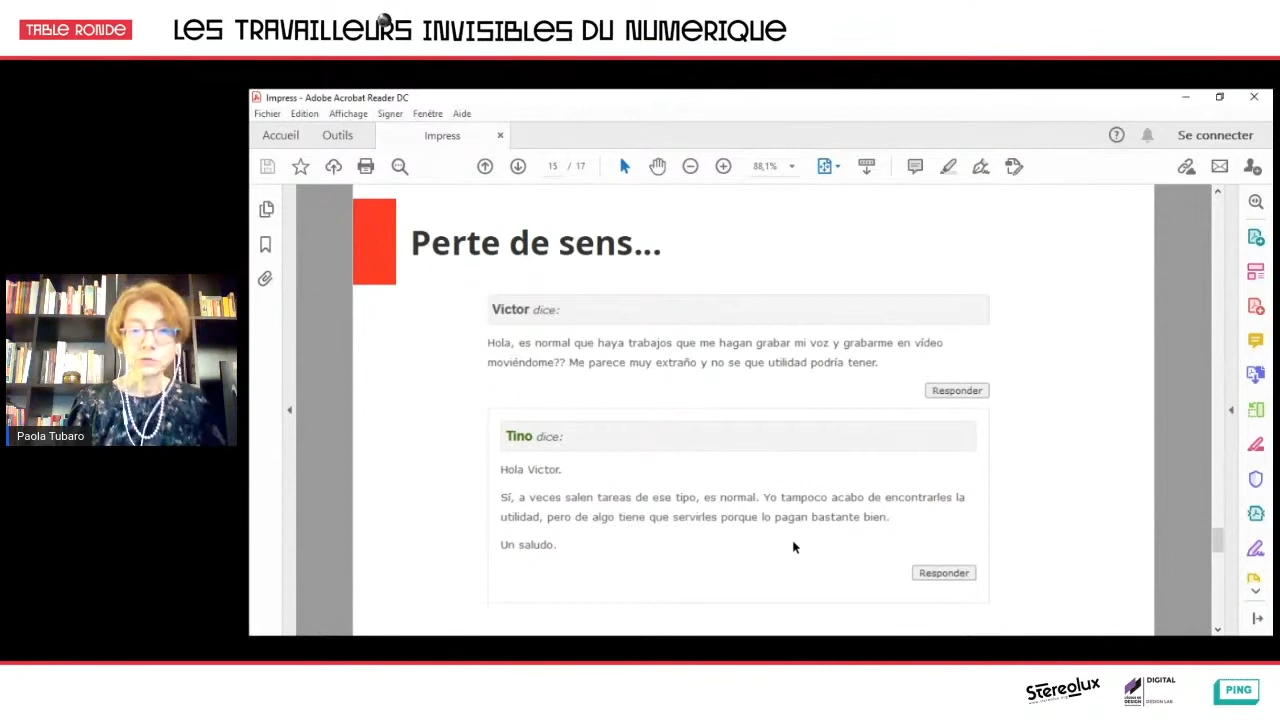 TABLE RONDE
LES TRAVAILLEURS INVISIBLES DU NUMERIQUE
Impress - Adobe Acrobat Reader DC
Fichier Edition Affichage Signer Fenêtre Aide
Accueil Outils Impress Se connecter
15 / 17 88,1%
Perte de sens...
Victor dice:
Hola, es normal que haya trabajos que me hagan grabar mi voz y grabarme en vídeo
moviéndome?? Me parece muy extraño y no se que utilidad podría tener.
Responder
Tino dice:
Hola Victor.
Sí, a veces salen tareas de ese tipo, es normal. Yo tampoco acabo de encontrarles la
utilidad, pero de algo tiene que servirles porque lo pagan bastante bien.
Un saludo.
Responder
Paola Tubaro
Stereolux
DIGITAL
DESIGN LAB
PING